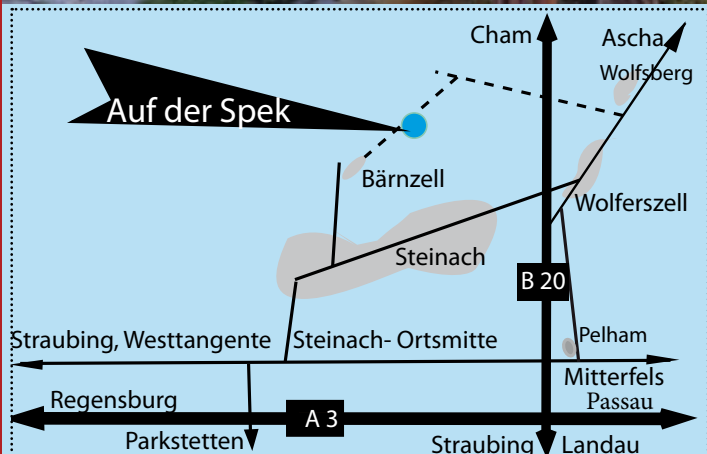 Cham
Ascha
Wolfsberg
Auf der Spek
Bärnzell
Wolferszell
Steinach
B 20
Straubing, Westtangente
Steinach- Ortsmitte
Pelham
Mitterfels
Regensburg
A 3
Passau
Parkstetten
Straubing
Landau